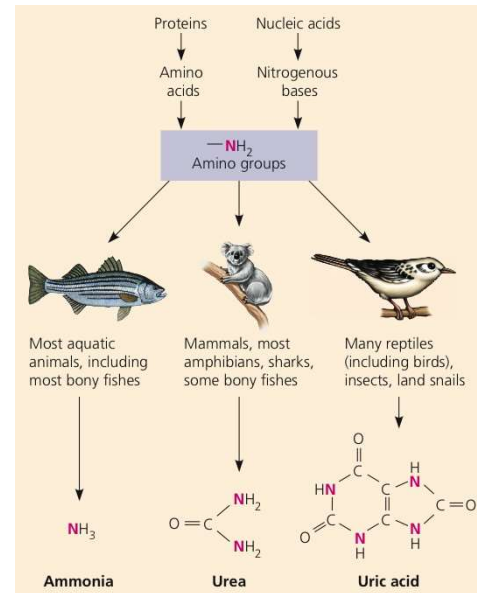 Proteins
Nucleic acids
Amino
acids
Nitrogenous
bases
—NH₂
Amino groups
Most aquatic
animals, including
most bony fishes
Mammals, most
amphibians, sharks,
some bony fishes
Many reptiles
(including birds),
insects, land snails
NH₃
O=C
NH₂
NH₂
O
C
HN
C
H
N
C=O
C
O
N
H
C
N
H
Ammonia
Urea
Uric acid